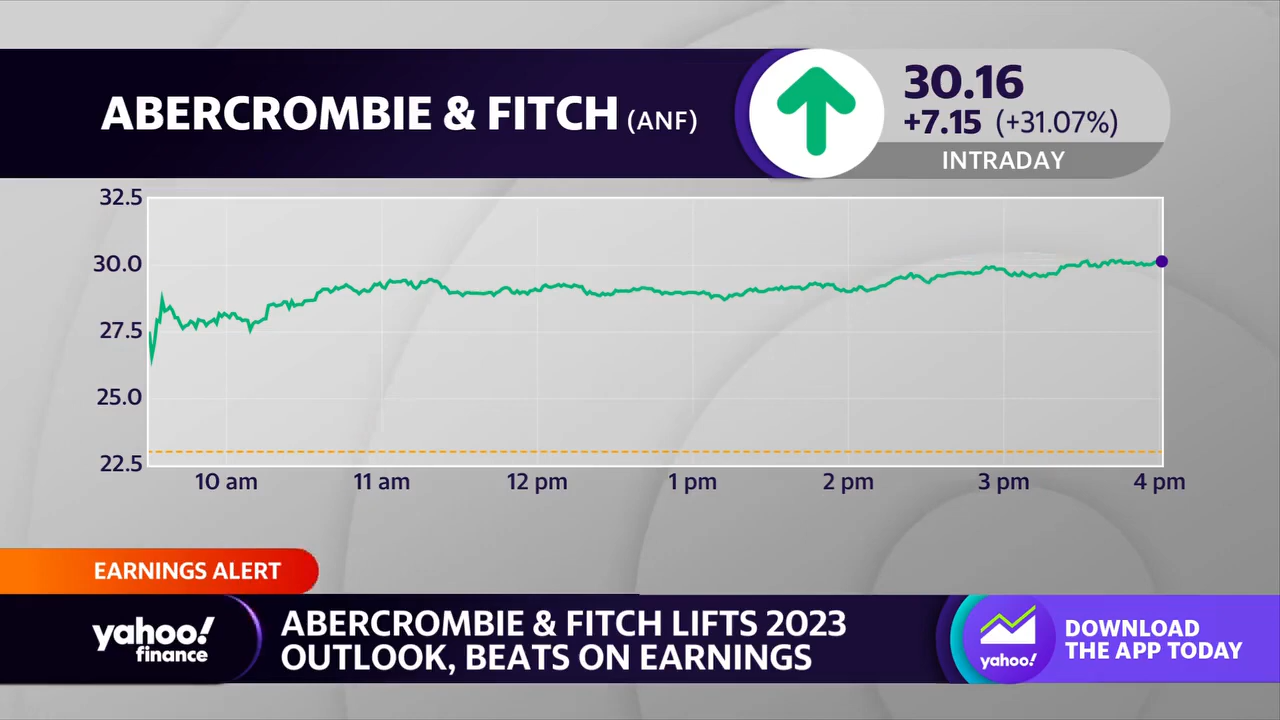 ABERCROMBIE & FITCH (ANF)
30.16
+7.15 (+31.07%)
INTRADAY
32.5
30.0
27.5
25.0
22.5
10 am 11 am 12 pm 1 pm 2 pm 3 pm 4 pm
EARNINGS ALERT
yahoo!
finance
ABERCROMBIE & FITCH LIFTS 2023
OUTLOOK, BEATS ON EARNINGS
yahoo!
DOWNLOAD
THE APP TODAY